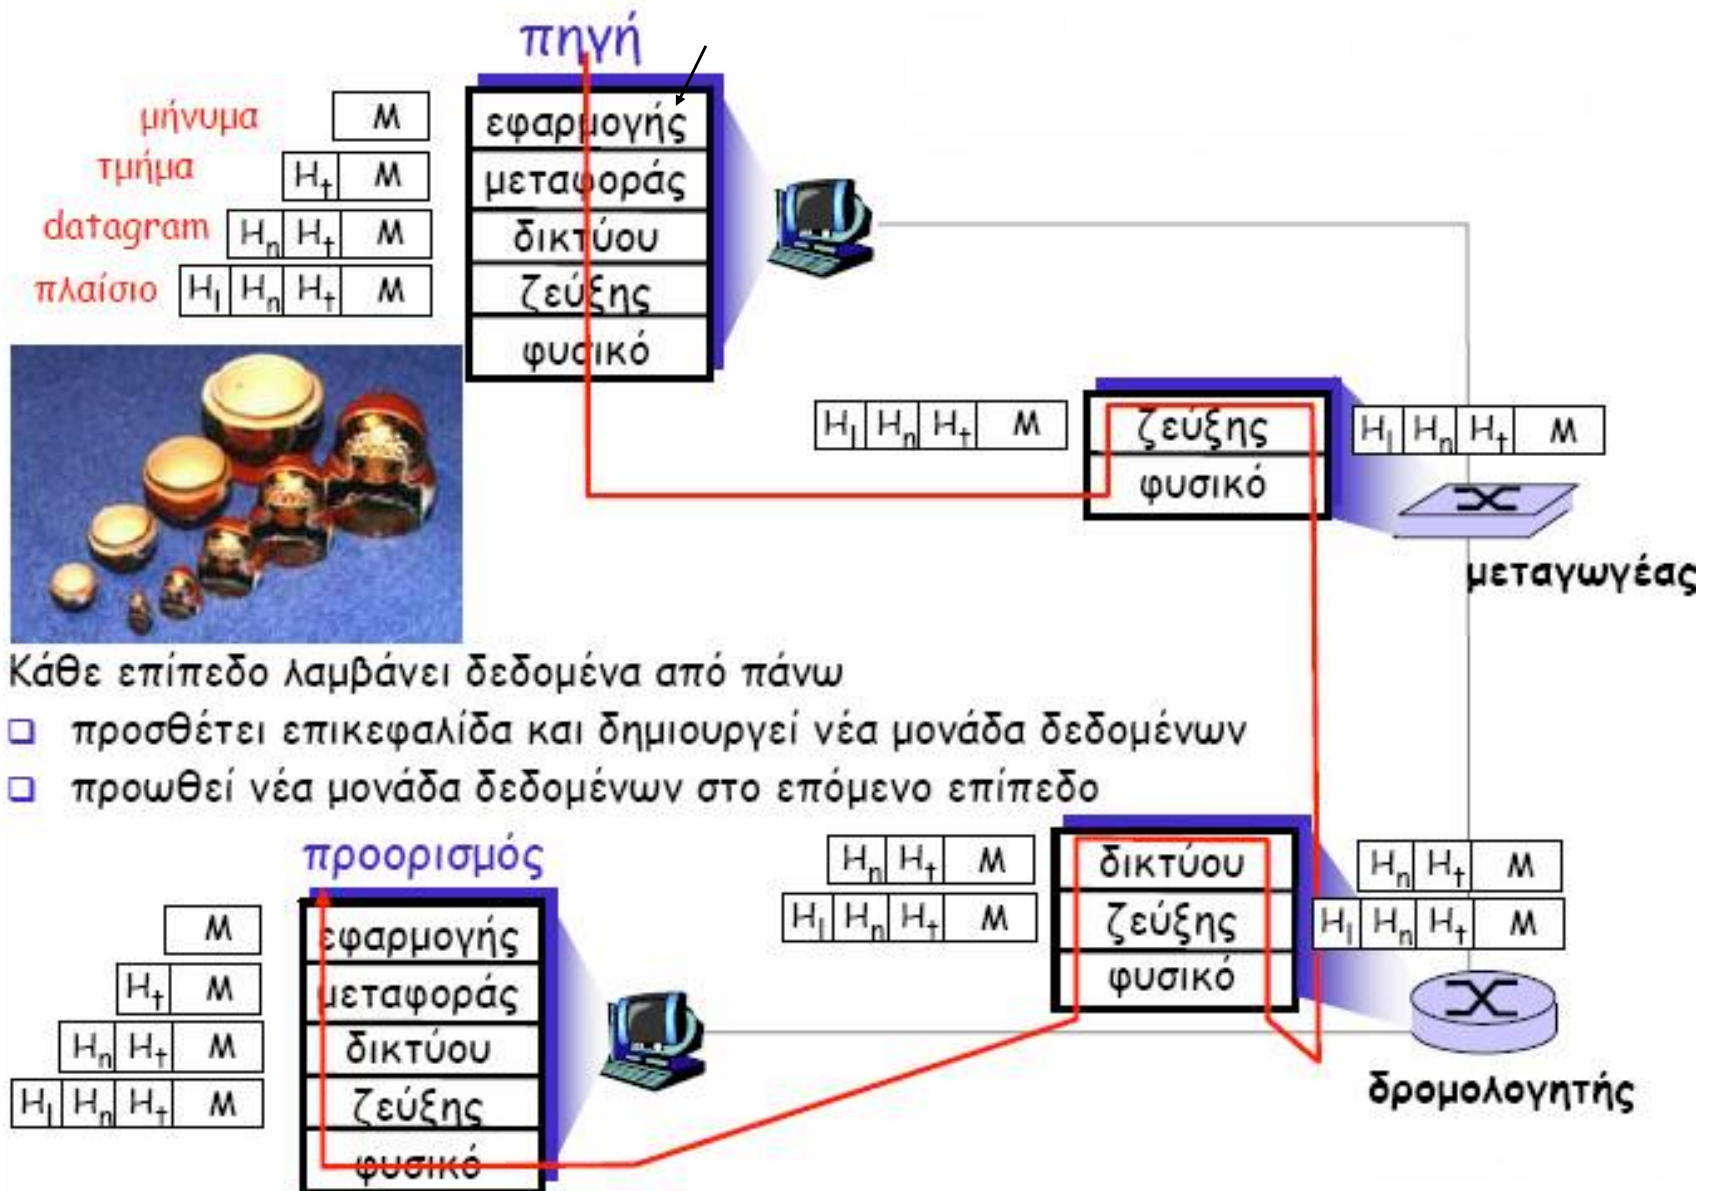 πηγή
μήνυμα M
εφαρμογής
τμήμα Ht M
μεταφοράς
datagram Hn Ht M
δικτύου
πλαίσιο Hl Hn Ht M
ζεύξης
φυσικό
Hl Hn Ht M
ζεύξης
Hl Hn Ht M
φυσικό
μεταγωγέας
Κάθε επίπεδο λαμβάνει δεδομένα από πάνω
προσθέτει επικεφαλίδα και δημιουργεί νέα μονάδα δεδομένων
προωθεί νέα μονάδα δεδομένων στο επόμενο επίπεδο
Hn Ht M
δικτύου
Hn Ht M
Hl Hn Ht M
ζεύξης
Hl Hn Ht M
φυσικό
δρομολογητής
προορισμός
M
εφαρμογής
Ht M
μεταφοράς
Hn Ht M
δικτύου
Hl Hn Ht M
ζεύξης
φυσικό